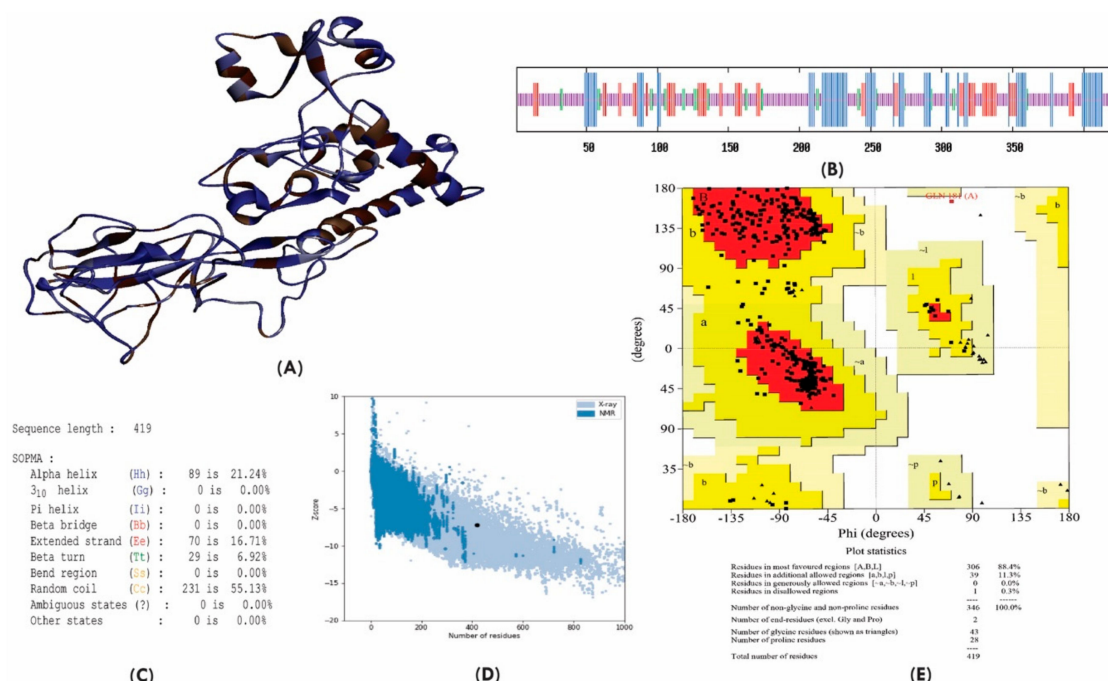 (A)
50 100 150 200 250 300 350
(B)
Sequence length : 419
SOPMA :
Alpha helix (Hh) : 89 is 21.24%
3₁₀ helix (Gg) : 0 is 0.00%
Pi helix (Ii) : 0 is 0.00%
Beta bridge (Bb) : 0 is 0.00%
Extended strand (Ee) : 70 is 16.71%
Beta turn (Tt) : 29 is 6.92%
Bend region (Ss) : 0 is 0.00%
Random coil (Cc) : 231 is 55.13%
Ambiguous states (?) : 0 is 0.00%
Other states : 0 is 0.00%
(C)
10
5
0
−5
−10
−15
−20
Z-score
X-ray
NMR
0 200 400 600 800 1000
Number of residues
(D)
180
135
90
45
0
45
90
35
(degrees)
B
b
~b
a
~a
~l
l
b
~b
~p
p
~b
~b
b
GLN 181 (A)
-180 -135 -90 -45 0 45 90 135 180
Phi (degrees)
Plot statistics
Residues in most favoured regions [A,B,L] 306 88.4%
Residues in additional allowed regions [a,b,l,p] 39 11.3%
Residues in generously allowed regions [~a,~b,~l,~p] 0 0.0%
Residues in disallowed regions 1 0.3%
---- ------
Number of non-glycine and non-proline residues 346 100.0%
Number of end-residues (excl. Gly and Pro) 2
Number of glycine residues (shown as triangles) 43
Number of proline residues 28
----
Total number of residues 419
(E)